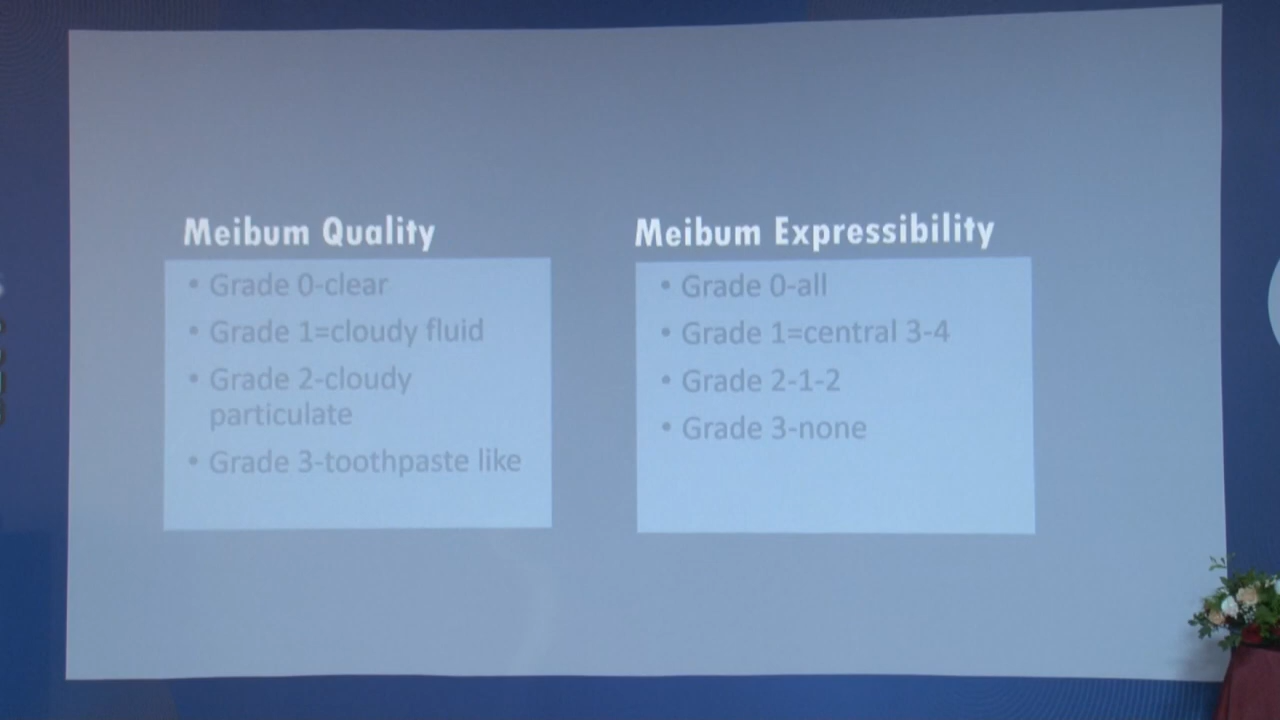 Meibum Quality
• Grade 0-clear
• Grade 1=cloudy fluid
• Grade 2-cloudy
particulate
• Grade 3-toothpaste like
Meibum Expressibility
• Grade 0-all
• Grade 1=central 3-4
• Grade 2-1-2
• Grade 3-none